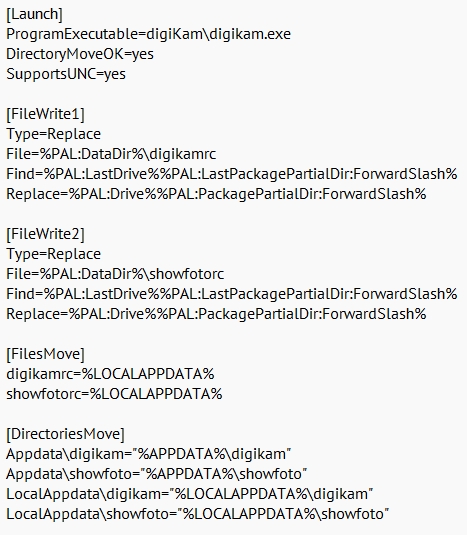 [Launch]
ProgramExecutable=digiKam\digikam.exe
DirectoryMoveOK=yes
SupportsUNC=yes

[FileWrite1]
Type=Replace
File=%PAL:DataDir%\digikamrc
Find=%PAL:LastDrive%%PAL:LastPackagePartialDir:ForwardSlash%
Replace=%PAL:Drive%%PAL:PackagePartialDir:ForwardSlash%

[FileWrite2]
Type=Replace
File=%PAL:DataDir%\showfotorc
Find=%PAL:LastDrive%%PAL:LastPackagePartialDir:ForwardSlash%
Replace=%PAL:Drive%%PAL:PackagePartialDir:ForwardSlash%

[FilesMove]
digikamrc=%LOCALAPPDATA%
showfotorc=%LOCALAPPDATA%

[DirectoriesMove]
Appdata\digikam="%APPDATA%\digikam"
Appdata\showfoto="%APPDATA%\showfoto"
LocalAppdata\digikam="%LOCALAPPDATA%\digikam"
LocalAppdata\showfoto="%LOCALAPPDATA%\showfoto"